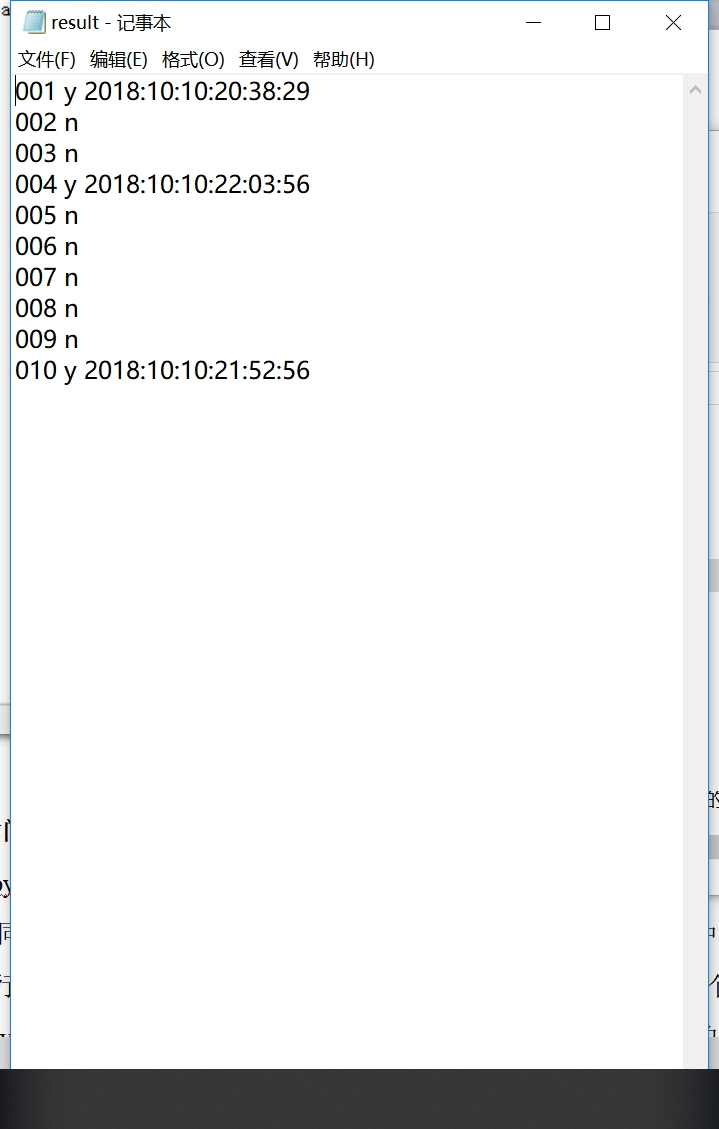 result - 记事本
文件(F) 编辑(E) 格式(O) 查看(V) 帮助(H)
001 y 2018:10:10:20:38:29
002 n
003 n
004 y 2018:10:10:22:03:56
005 n
006 n
007 n
008 n
009 n
010 y 2018:10:10:21:52:56
的